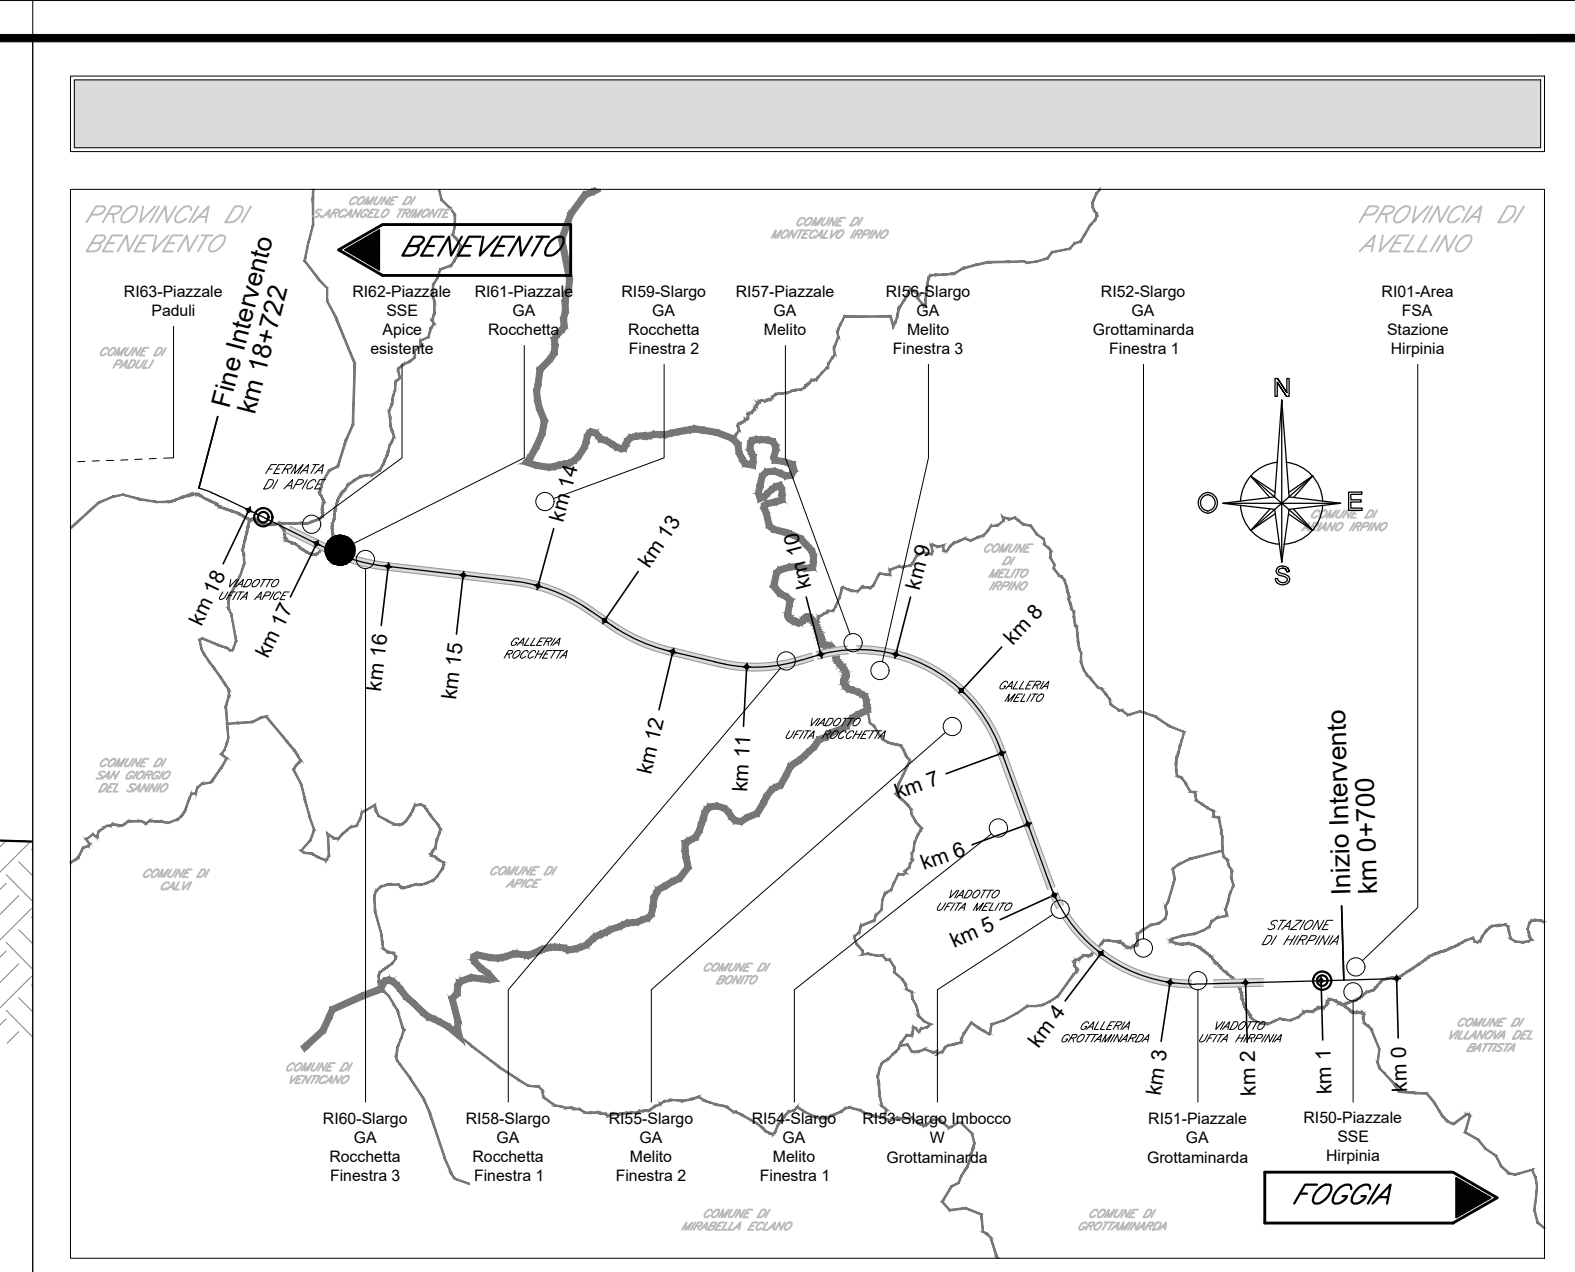 PROVINCIA DI
BENEVENTO
COMUNE DI
S.ARCANGELO TRIMONTE
BENEVENTO
COMUNE DI
MONTECALVO IRPINO
PROVINCIA DI
AVELLINO
RI63-Piazzale
Paduli
Fine Intervento
km 18+722
RI62-Piazzale
SSE
Apice
esistente
RI61-Piazzale
GA
Rocchetta
RI59-Slargo
GA
Rocchetta
Finestra 2
RI57-Piazzale
GA
Melito
RI56-Slargo
GA
Melito
Finestra 3
RI52-Slargo
GA
Grottaminarda
Finestra 1
RI01-Area
FSA
Stazione
Hirpinia
COMUNE DI
PADULI
N
O
E
S
COMUNE DI
ARIANO IRPINO
FERMATA
DI APICE
km 14
km 13
km 10
km 9
COMUNE
DI
MELITO
IRPINO
km 18
VIADOTTO
UFITA APICE
km 17
km 16
km 15
GALLERIA
ROCCHETTA
km 8
GALLERIA
MELITO
km 12
km 11
VIADOTTO
UFITA ROCCHETTA
km 7
COMUNE DI
SAN GIORGIO
DEL SANNIO
Inizio Intervento
km 0+700
COMUNE DI
CALVI
COMUNE DI
APICE
km 6
VIADOTTO
UFITA MELITO
km 5
STAZIONE
DI HIRPINIA
COMUNE DI
BONITO
km 4
GALLERIA
GROTTAMINARDA
km 3
VIADOTTO
UFITA HIRPINIA
km 2
km 1
km 0
COMUNE DI
VILLANOVA DEL
BATTISTA
COMUNE DI
VENTICANO
RI60-Slargo
GA
Rocchetta
Finestra 3
RI58-Slargo
GA
Rocchetta
Finestra 1
RI55-Slargo
GA
Melito
Finestra 2
RI54-Slargo
GA
Melito
Finestra 1
RI53-Slargo Imbocco
W
Grottaminarda
RI51-Piazzale
GA
Grottaminarda
RI50-Piazzale
SSE
Hirpinia
FOGGIA
COMUNE DI
MIRABELLA ECLANO
COMUNE DI
GROTTAMINARDA